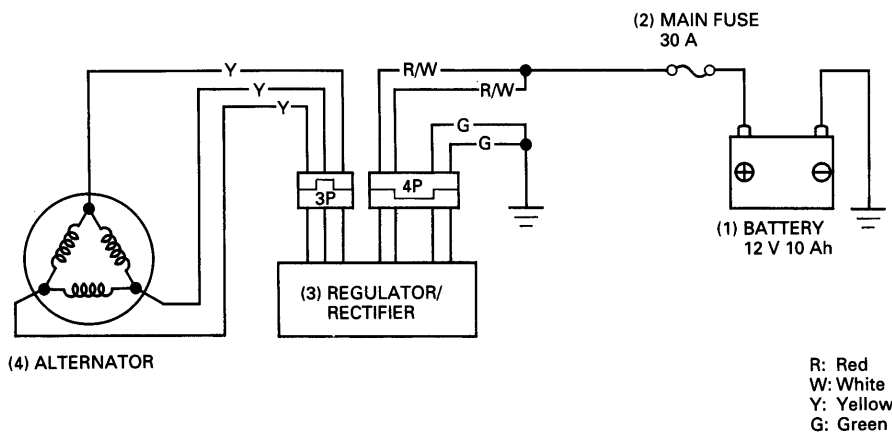 (2) MAIN FUSE
30 A
Y
R/W
Y
R/W
Y
G
G
3P
4P
(1) BATTERY
12 V 10 Ah
(3) REGULATOR/
RECTIFIER
(4) ALTERNATOR
R: Red
W: White
Y: Yellow
G: Green